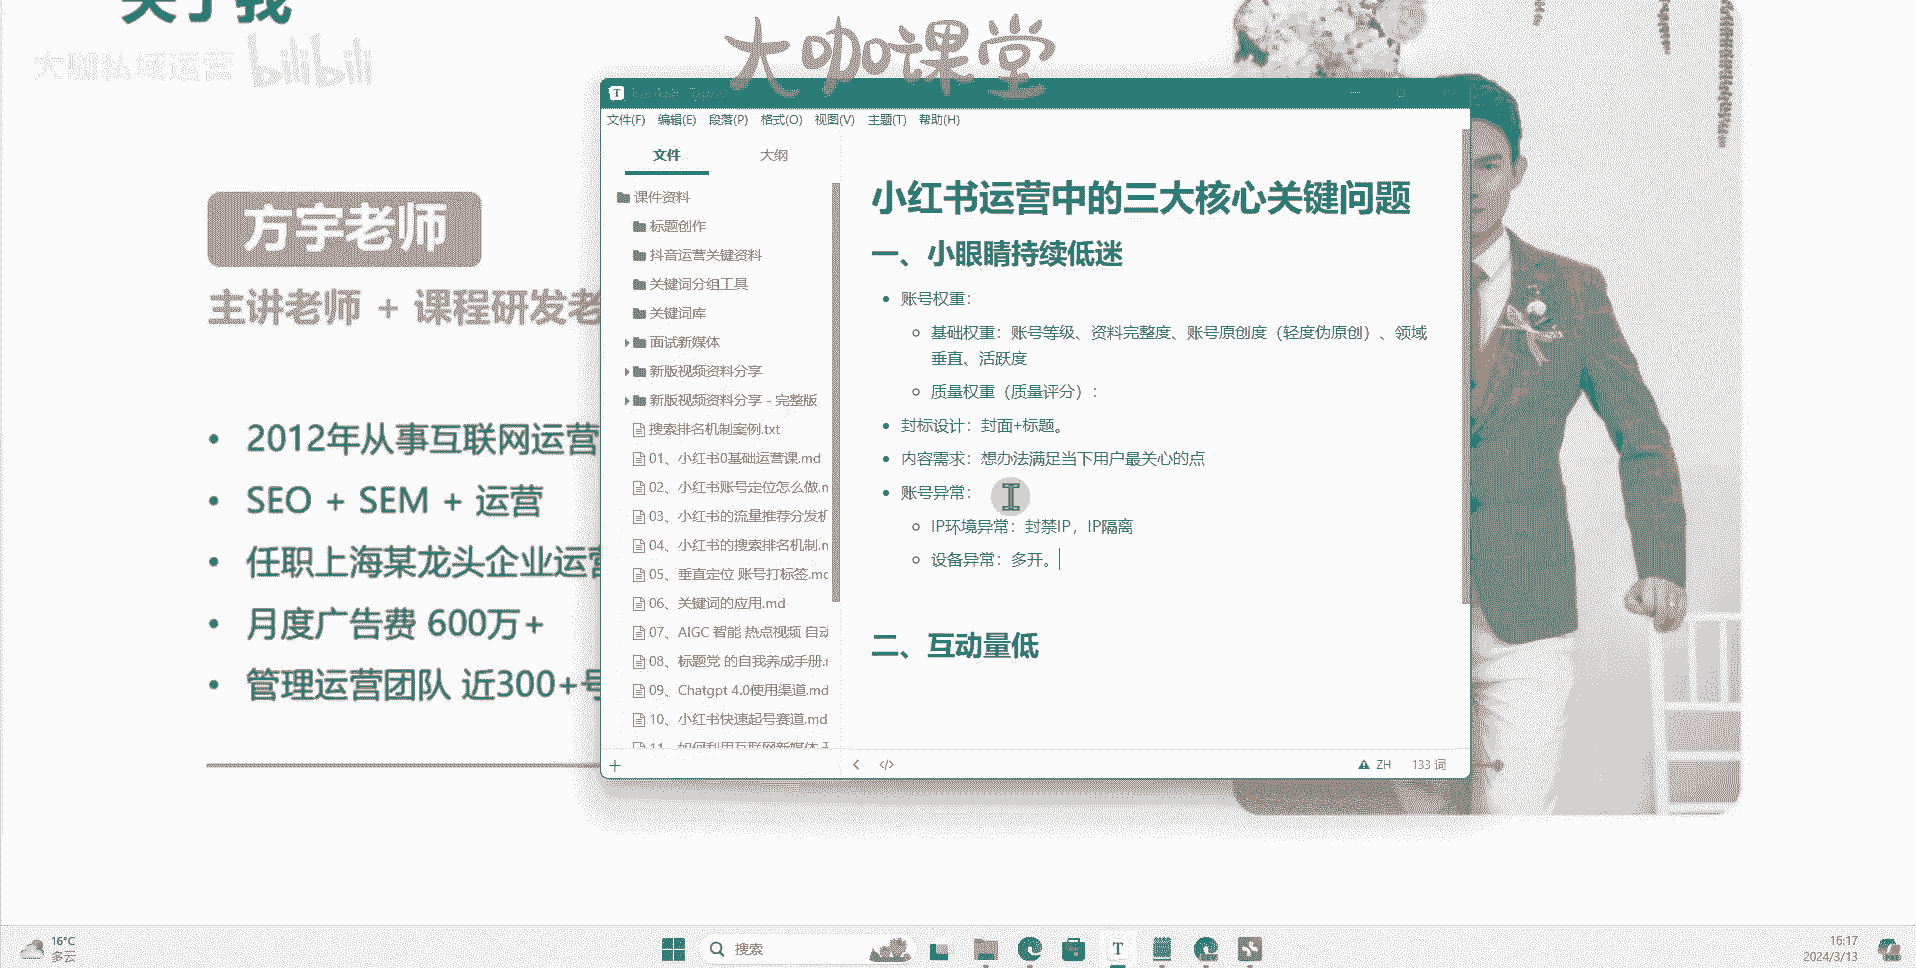 关于我
大咖私域运营 bilibili
大咖课堂
方宇老师
主讲老师 + 课程研发老
2012年从事互联网运营
SEO + SEM + 运营
任职上海某龙头企业运营
月度广告费 600万+
管理运营团队 近300+号
T
文件(F) 编辑(E) 段落(P) 格式(O) 视图(V) 主题(T) 帮助(H)
文件 大纲
课件资料
标题创作
抖音运营关键资料
关键词分组工具
关键词库
面试新媒体
新版视频资料分享
新版视频资料分享 - 完整版
搜索排名机制案例.txt
01、小红书0基础运营课.md
02、小红书账号定位怎么做.m
03、小红书的流量推荐分发机
04、小红书的搜索排名机制.m
05、垂直定位 账号打标签.mc
06、关键词的应用.md
07、AIGC 智能 热点视频 自动
08、标题党 的自我养成手册.r
09、Chatgpt 4.0使用渠道.md
10、小红书快速起号赛道.md
11、如何利用互联网新媒体
小红书运营中的三大核心关键问题
一、小眼睛持续低迷
账号权重：
基础权重：账号等级、资料完整度、账号原创度（轻度伪原创）、领域
垂直、活跃度
质量权重（质量评分）：
封标设计：封面+标题。
内容需求：想办法满足当下用户最关心的点
账号异常：
IP环境异常：封禁IP，IP隔离
设备异常：多开。
二、互动量低
ZH 133 词
16°C
多云
搜索
T
DEV
16:17
2024/3/13